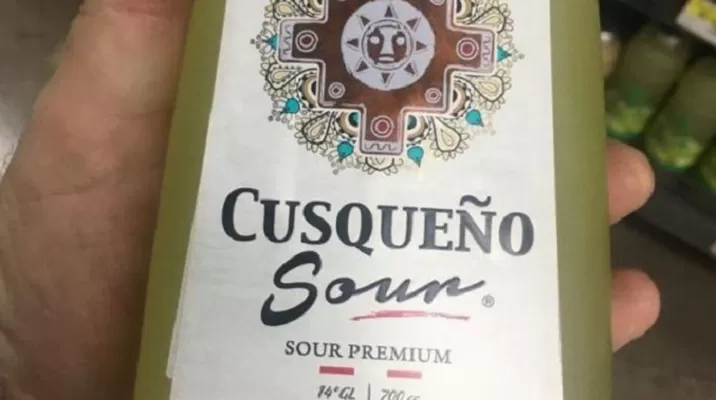 CUSQUEÑO
Sour®
SOUR PREMIUM
14°GL | 700 cc